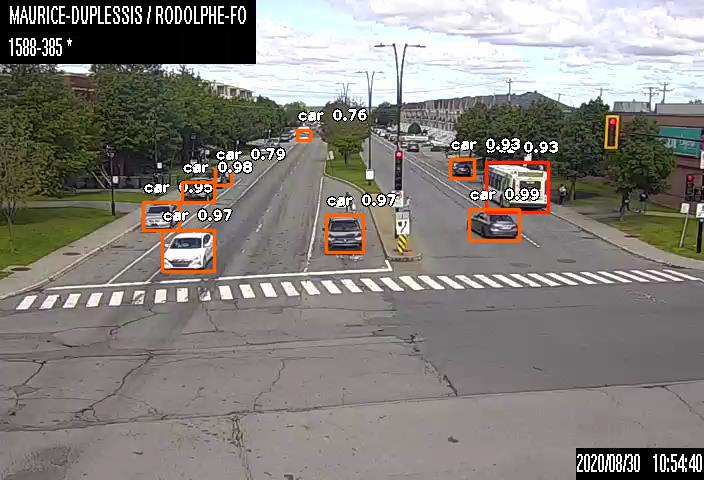 MAURICE-DUPLESSIS / RODOLPHE-FO
1588-385 *
car 0.76
car 0.93
0.93
car 0.79
car 0.98
car 0.95
car 0.97
car 0.97
car 0.99
2020/08/30 10:54:40